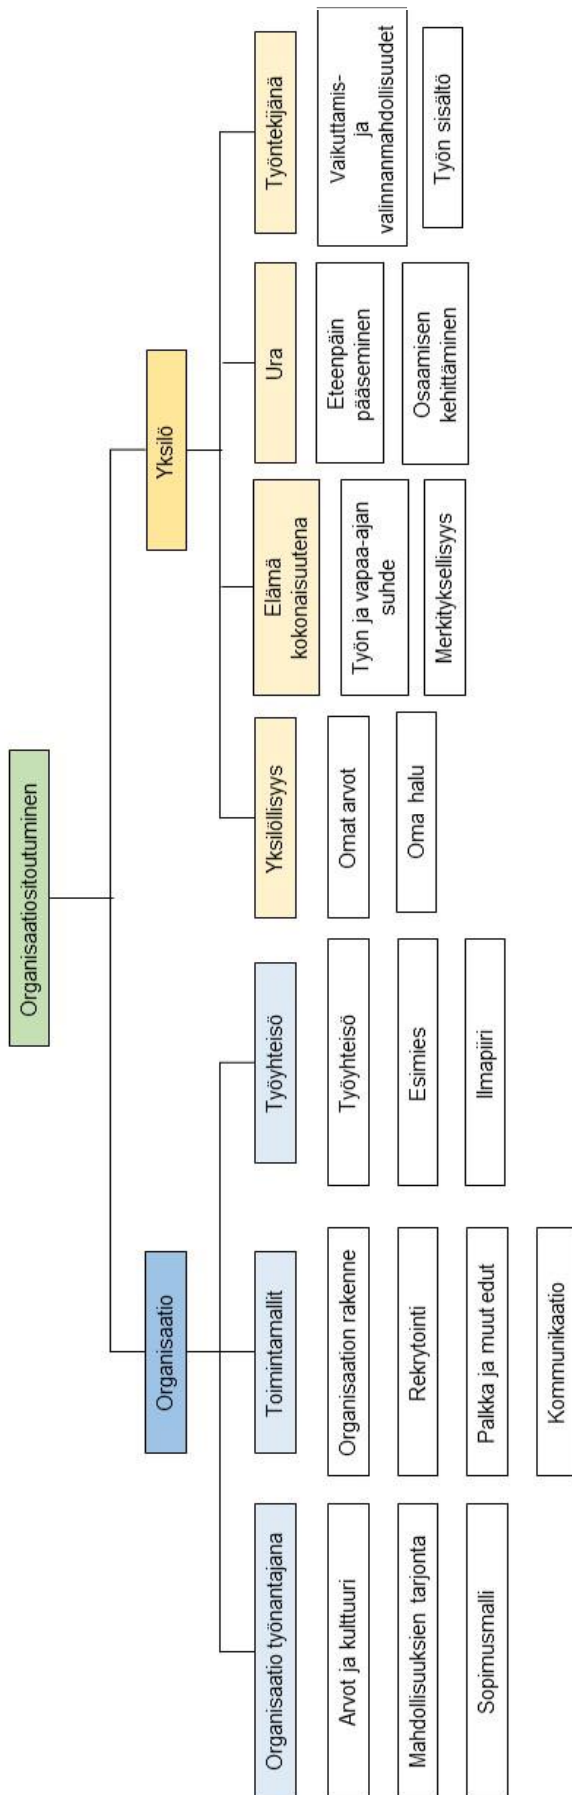 Organisaatiositoutuminen
Organisaatio
Yksilö
Organisaatio työnantajana
Toimintamallit
Työyhteisö
Yksilöllisyys
Elämä
kokonaisuutena
Ura
Työntekijänä
Arvot ja kulttuuri
Mahdollisuuksien tarjonta
Sopimusmalli
Organisaation rakenne
Rekrytointi
Palkka ja muut edut
Kommunikaatio
Työyhteisö
Esimies
Ilmapiiri
Omat arvot
Oma halu
Työn ja vapaa-ajan
suhde
Merkityksellisyys
Eteenpäin
pääseminen
Osaamisen
kehittäminen
Vaikuttamis-
ja
valinnanmahdollisuudet
Työn sisältö